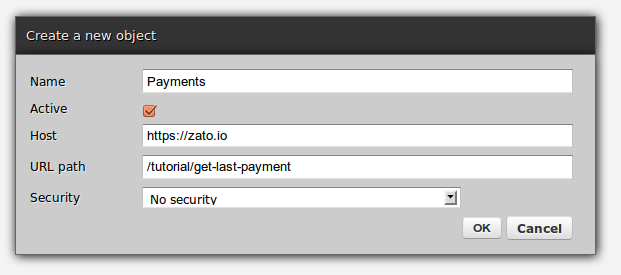 Create a new object
Name Payments
Active
Host https://zato.io
URL path /tutorial/get-last-payment
Security No security
OK Cancel